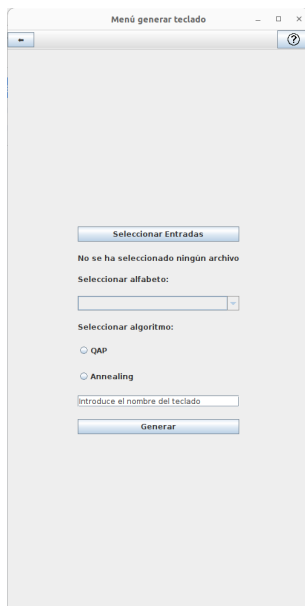 Menú generar teclado
Seleccionar Entradas
No se ha seleccionado ningún archivo
Seleccionar alfabeto:
Seleccionar algoritmo:
QAP
Annealing
Introduce el nombre del teclado
Generar